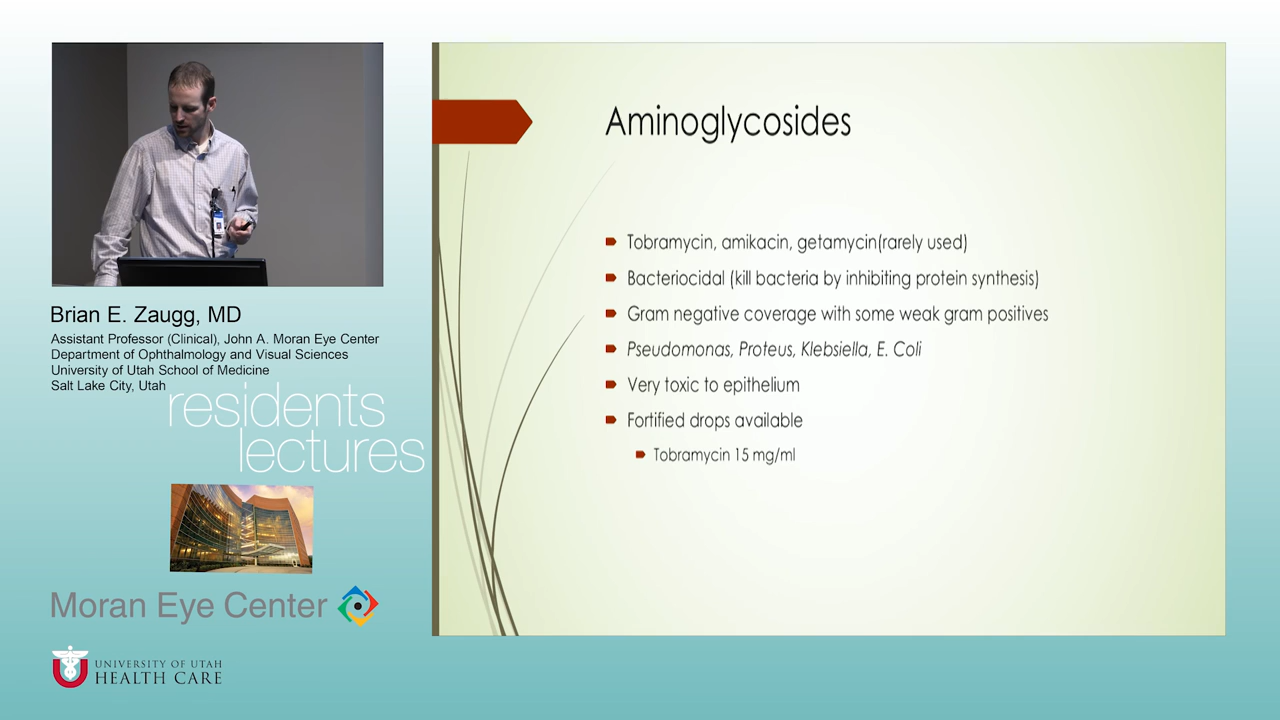 Brian E. Zaugg, MD
Assistant Professor (Clinical), John A. Moran Eye Center
Department of Ophthalmology and Visual Sciences
University of Utah School of Medicine
Salt Lake City, Utah
residents
lectures
Moran Eye Center
UNIVERSITY OF UTAH
HEALTH CARE
Aminoglycosides
Tobramycin, amikacin, getamycin(rarely used)
Bacteriocidal (kill bacteria by inhibiting protein synthesis)
Gram negative coverage with some weak gram positives
Pseudomonas, Proteus, Klebsiella, E. Coli
Very toxic to epithelium
Fortified drops available
Tobramycin 15 mg/ml